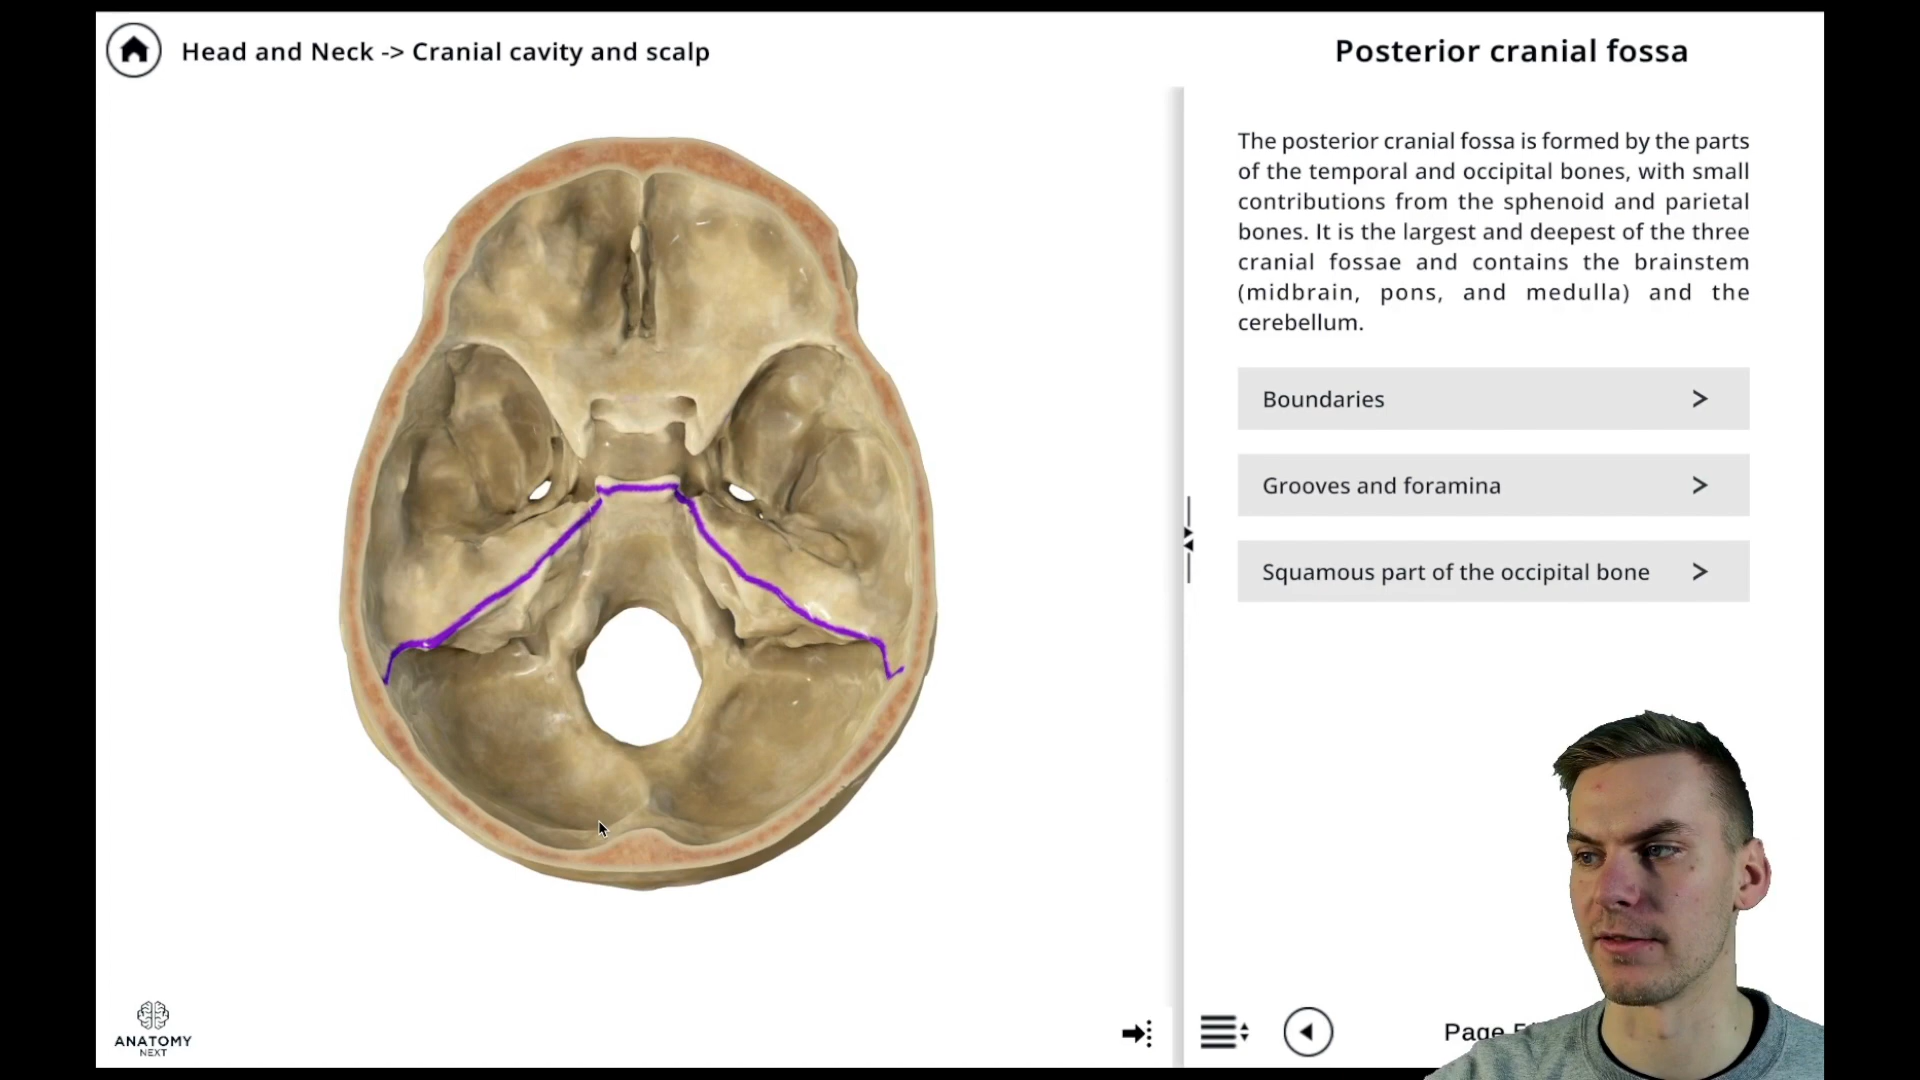 Head and Neck -> Cranial cavity and scalp
Posterior cranial fossa
The posterior cranial fossa is formed by the parts
of the temporal and occipital bones, with small
contributions from the sphenoid and parietal
bones. It is the largest and deepest of the three
cranial fossae and contains the brainstem
(midbrain, pons, and medulla) and the
cerebellum.
Boundaries
Grooves and foramina
Squamous part of the occipital bone
ANATOMY
NEXT
Page